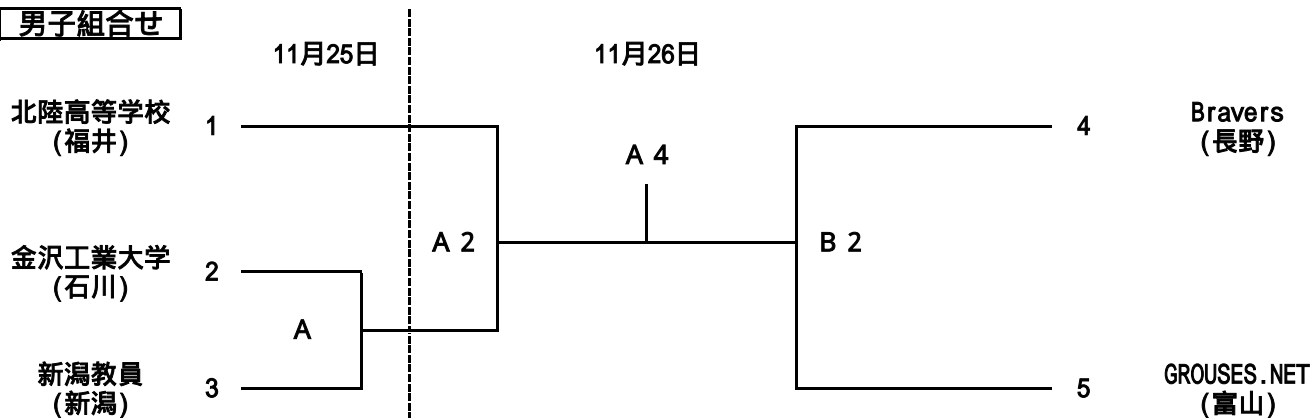 男子組合せ
11月25日
11月26日
北陸高等学校
(福井)
1
4
Bravers
(長野)
A 4
A 2
B 2
金沢工業大学
(石川)
2
A
新潟教員
(新潟)
3
5
GROUSES.NET
(富山)